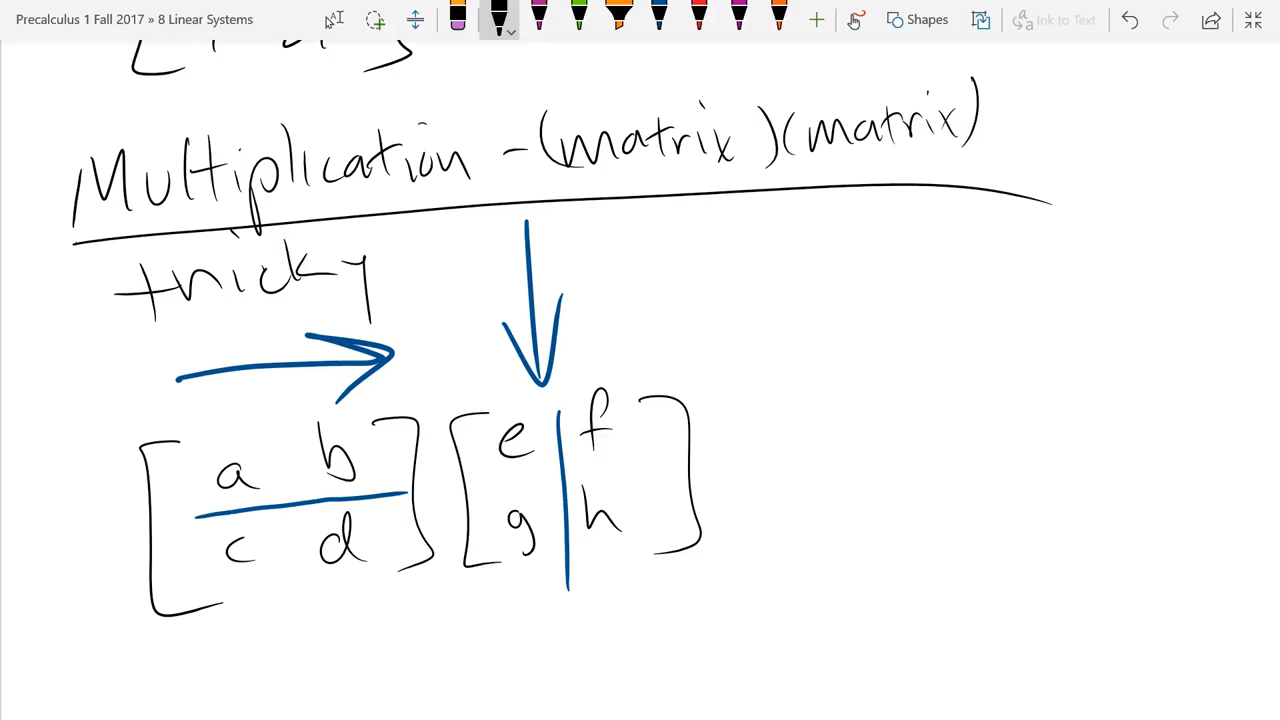 Precalculus 1 Fall 2017 » 8 Linear Systems
Shapes
Ink to Text
Multiplication - (matrix)(matrix)
tricky
a b e f
c d g h